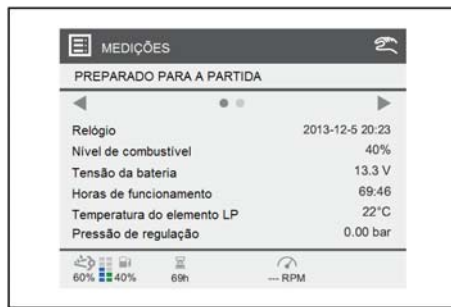 MEDIÇÕES
PREPARADO PARA A PARTIDA
Relógio 2013-12-5 20:23
Nível de combustível 40%
Tensão da bateria 13.3 V
Horas de funcionamento 69:46
Temperatura do elemento LP 22°C
Pressão de regulação 0.00 bar
60% 40% 69h --- RPM